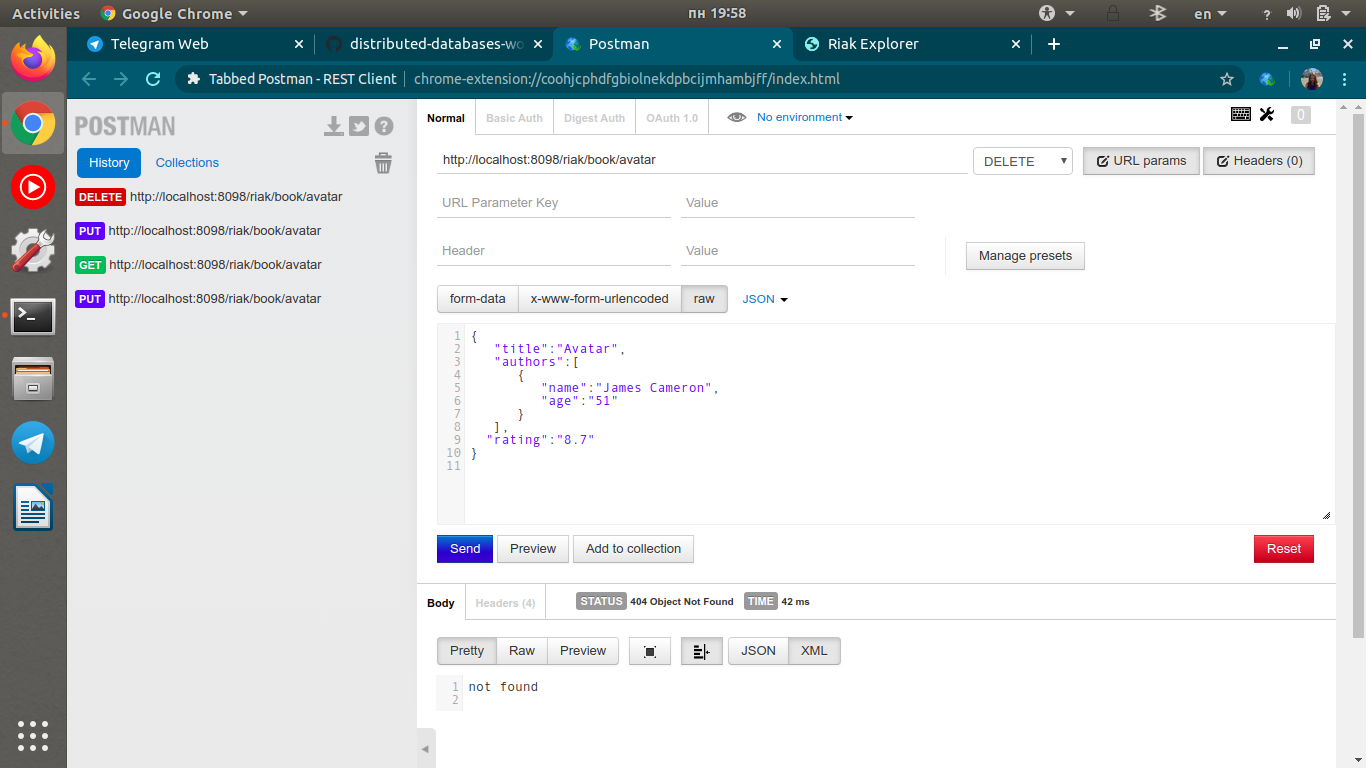 Activities
Google Chrome
пн 19:58
en
?
Telegram Web
distributed-databases-wo
Postman
Riak Explorer
Tabbed Postman - REST Client
chrome-extension://coohjcphdfgbiolnekdpbcijmhambjff/index.html
POSTMAN
?
History
Collections
DELETE http://localhost:8098/riak/book/avatar
PUT http://localhost:8098/riak/book/avatar
GET http://localhost:8098/riak/book/avatar
PUT http://localhost:8098/riak/book/avatar
Normal
Basic Auth
Digest Auth
OAuth 1.0
No environment
0
http://localhost:8098/riak/book/avatar
DELETE
URL params
Headers (0)
URL Parameter Key
Value
Header
Value
Manage presets
form-data
x-www-form-urlencoded
raw
JSON
1 {
2 "title":"Avatar",
3 "authors":[
4 {
5 "name":"James Cameron",
6 "age":"51"
7 }
8 ],
9 "rating":"8.7"
10 }
11
Send
Preview
Add to collection
Reset
Body
Headers (4)
STATUS 404 Object Not Found TIME 42 ms
Pretty
Raw
Preview
JSON
XML
1 not found
2